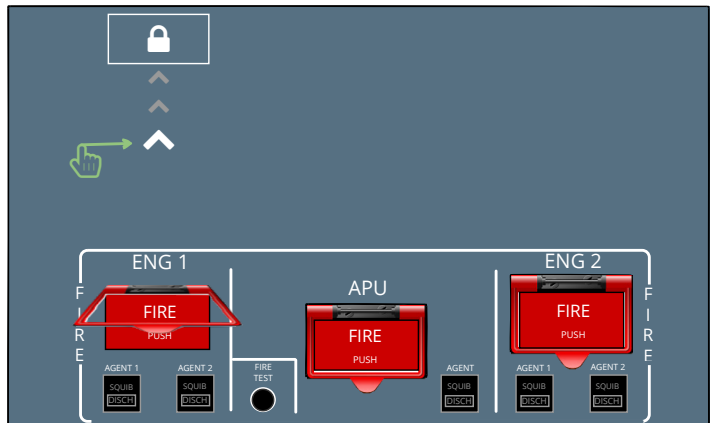 ENG 1
APU
ENG 2
FIRE
FIRE
PUSH
FIRE
PUSH
FIRE
PUSH
FIRE
AGENT 1
AGENT 2
FIRE
TEST
AGENT
AGENT 1
AGENT 2
SQUIB
DISCH
SQUIB
DISCH
SQUIB
DISCH
SQUIB
DISCH
SQUIB
DISCH